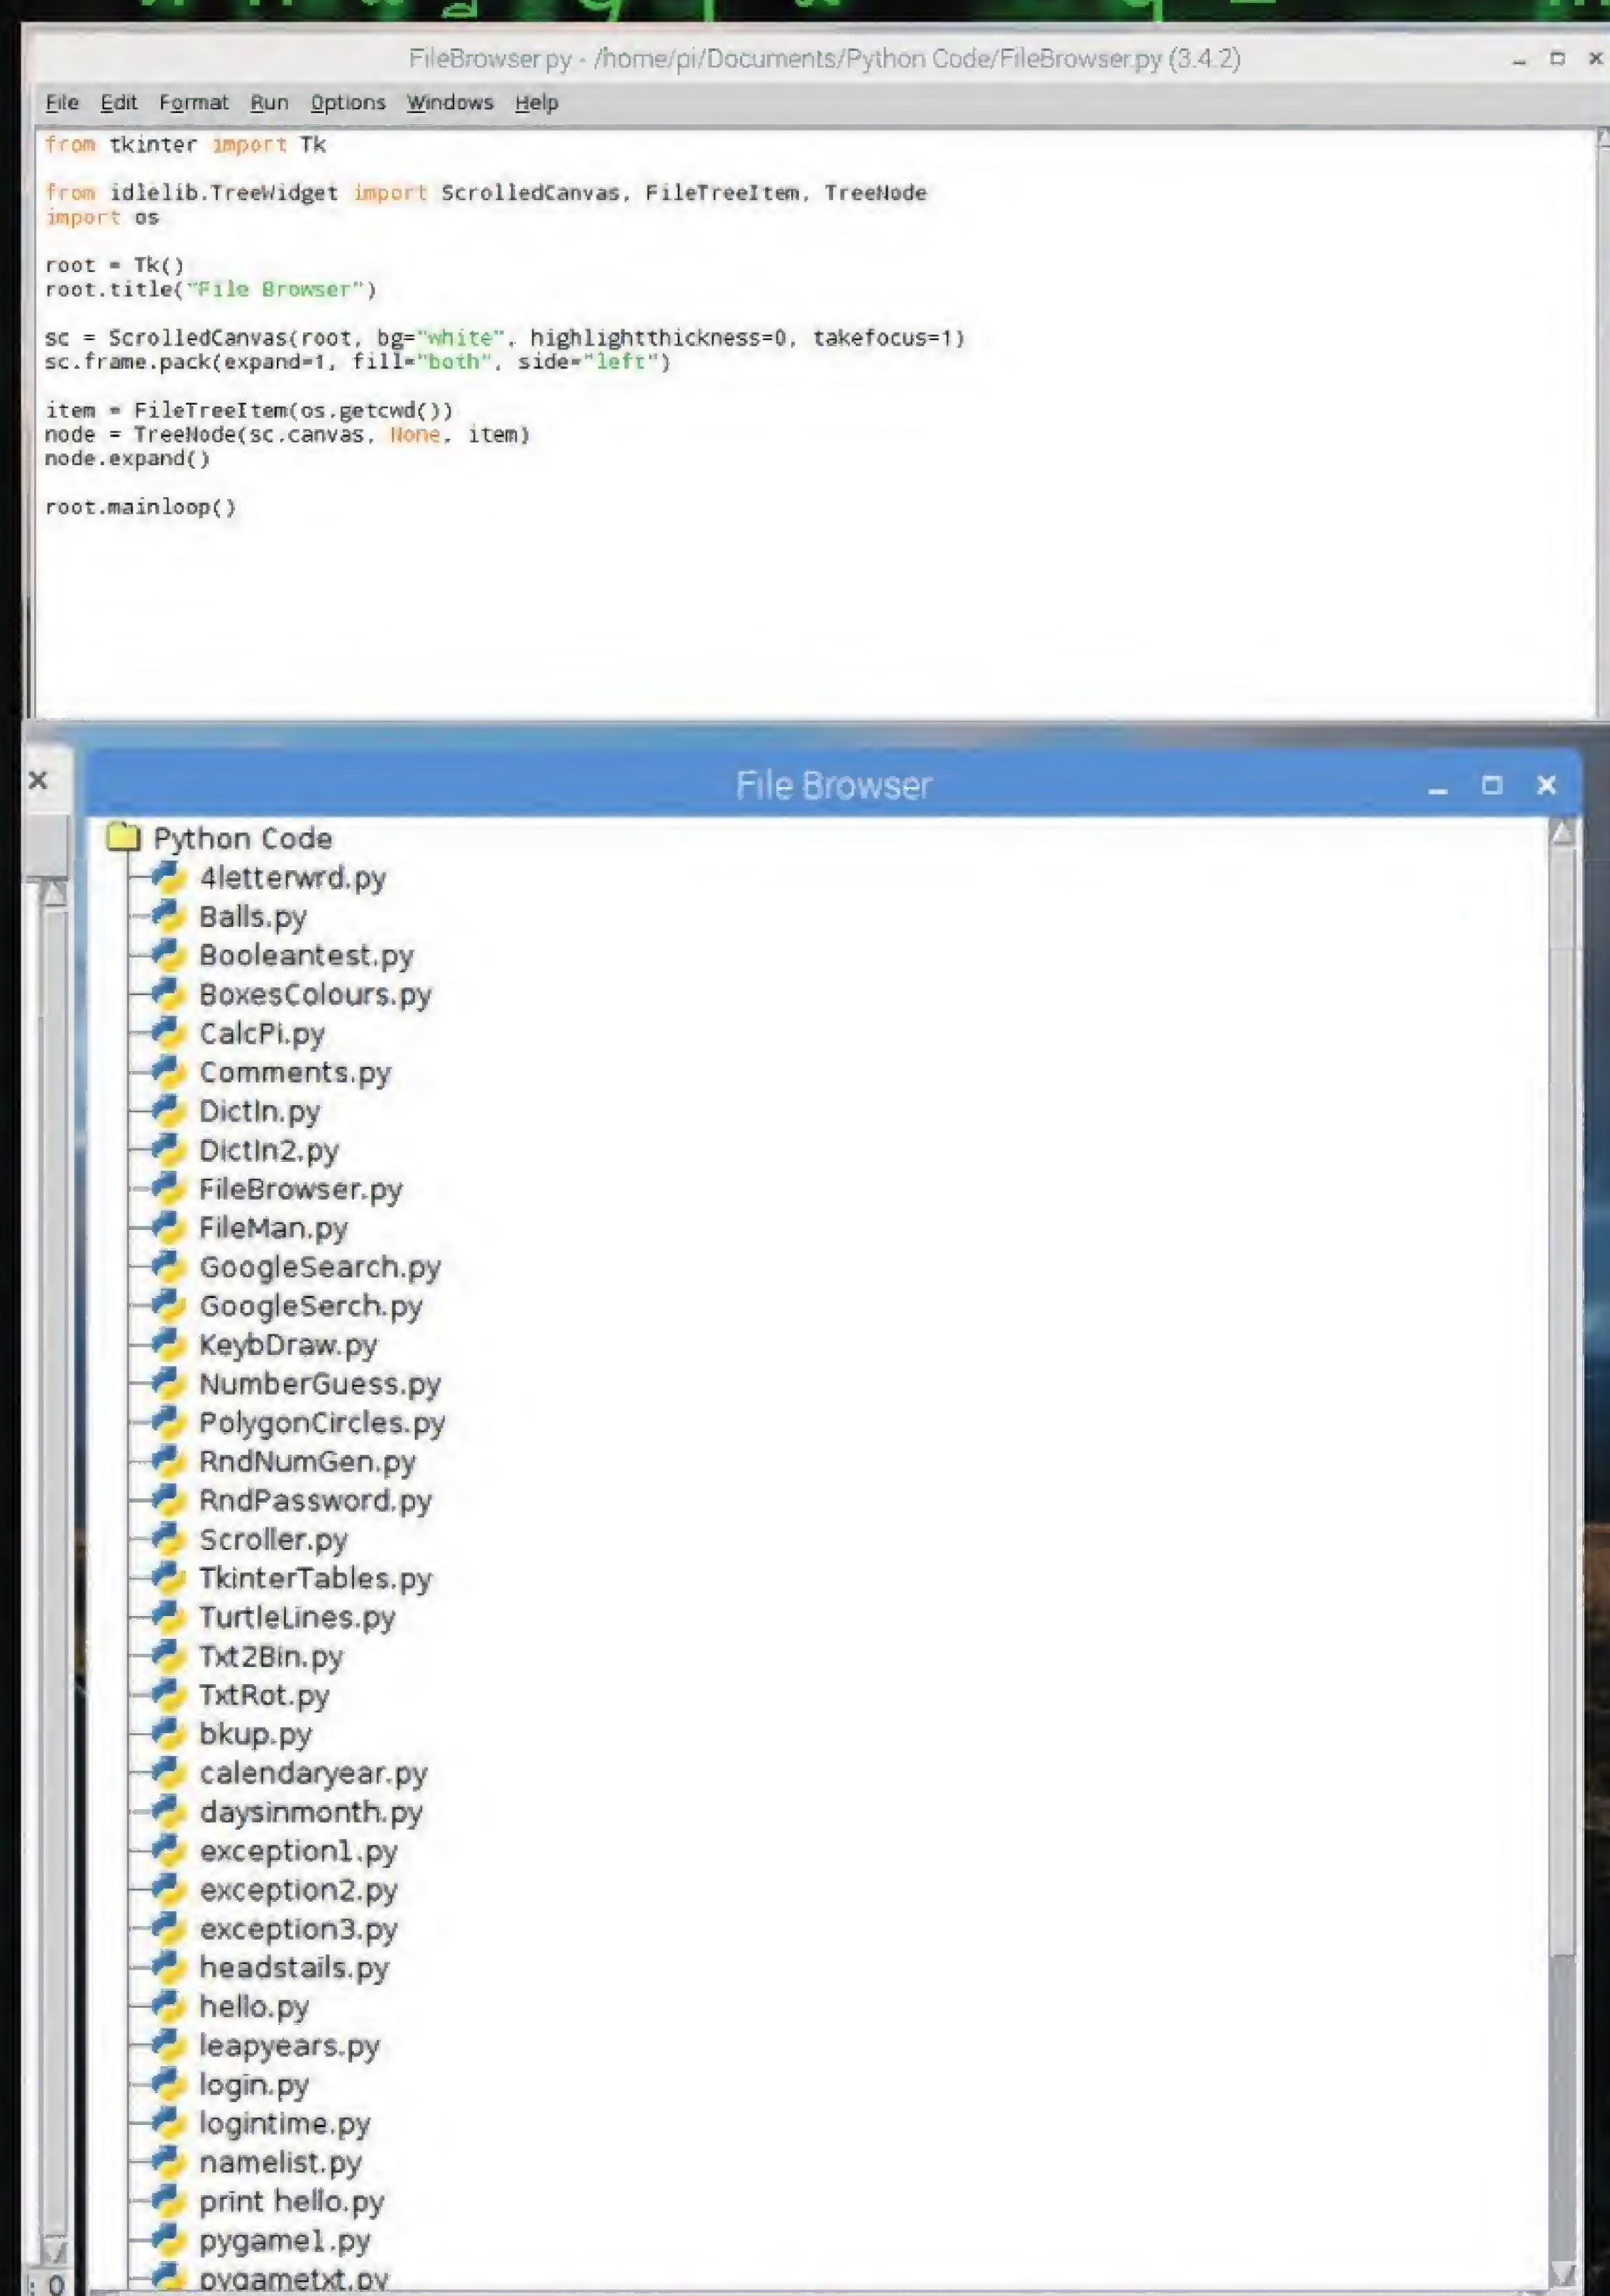 FileBrowser.py - /home/pi/Documents/Python Code/FileBrowser.py (3.4.2)
File Edit Format Run Options Windows Help
from tkinter import Tk
from idlelib.TreeWidget import ScrolledCanvas, FileTreeItem, TreeNode
import os
root = Tk()
root.title("File Browser")
sc = ScrolledCanvas(root, bg="white", highlightthickness=0, takefocus=1)
sc.frame.pack(expand=1, fill="both", side="left")
item = FileTreeItem(os.getcwd())
node = TreeNode(sc.canvas, None, item)
node.expand()
root.mainloop()
File Browser
Python Code
4letterwrd.py
Balls.py
Booleantest.py
BoxesColours.py
CalcPi.py
Comments.py
DictIn.py
DictIn2.py
FileBrowser.py
FileMan.py
GoogleSearch.py
GoogleSerch.py
KeybDraw.py
NumberGuess.py
PolygonCircles.py
RndNumGen.py
RndPassword.py
Scroller.py
TkinterTables.py
TurtleLines.py
Txt2Bin.py
TxtRot.py
bkup.py
calendaryear.py
daysinmonth.py
exception1.py
exception2.py
exception3.py
headstails.py
hello.py
leapyears.py
login.py
logintime.py
namelist.py
print hello.py
pygame1.py
pygametxt.py
: 0